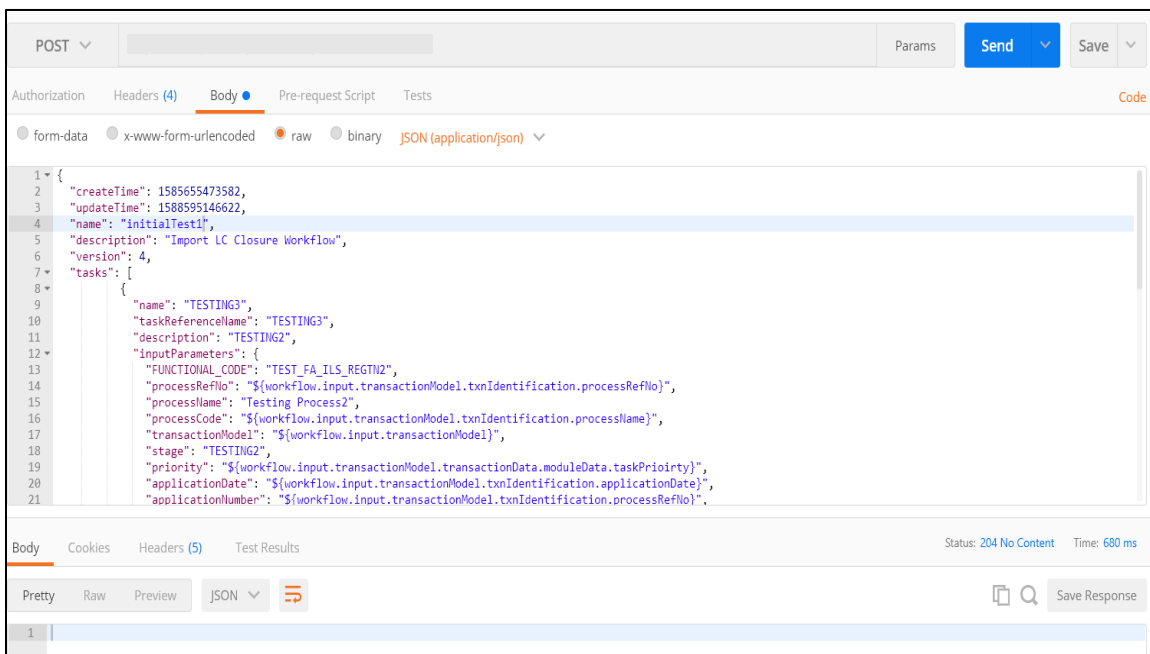 POST Params Send Save
Authorization Headers (4) Body Pre-request Script Tests Code
form-data x-www-form-urlencoded raw binary JSON (application/json)
1 {
2 "createTime": 1585655473582,
3 "updateTime": 1588595146622,
4 "name": "initialTest1",
5 "description": "Import LC Closure Workflow",
6 "version": 4,
7 "tasks": [
8 {
9 "name": "TESTING3",
10 "taskReferenceName": "TESTING3",
11 "description": "TESTING2",
12 "inputParameters": {
13 "FUNCTIONAL_CODE": "TEST_FA_ILS_REGTN2",
14 "processRefNo": "${workflow.input.transactionModel.txnIdentification.processRefNo}",
15 "processName": "Testing Process2",
16 "processCode": "${workflow.input.transactionModel.txnIdentification.processName}",
17 "transactionModel": "${workflow.input.transactionModel}",
18 "stage": "TESTING2",
19 "priority": "${workflow.input.transactionModel.transactionData.moduleData.taskPrioirty}",
20 "applicationDate": "${workflow.input.transactionModel.txnIdentification.applicationDate}",
21 "applicationNumber": "${workflow.input.transactionModel.txnIdentification.processRefNo}",
Body Cookies Headers (5) Test Results Status: 204 No Content Time: 680 ms
Pretty Raw Preview JSON Save Response
1